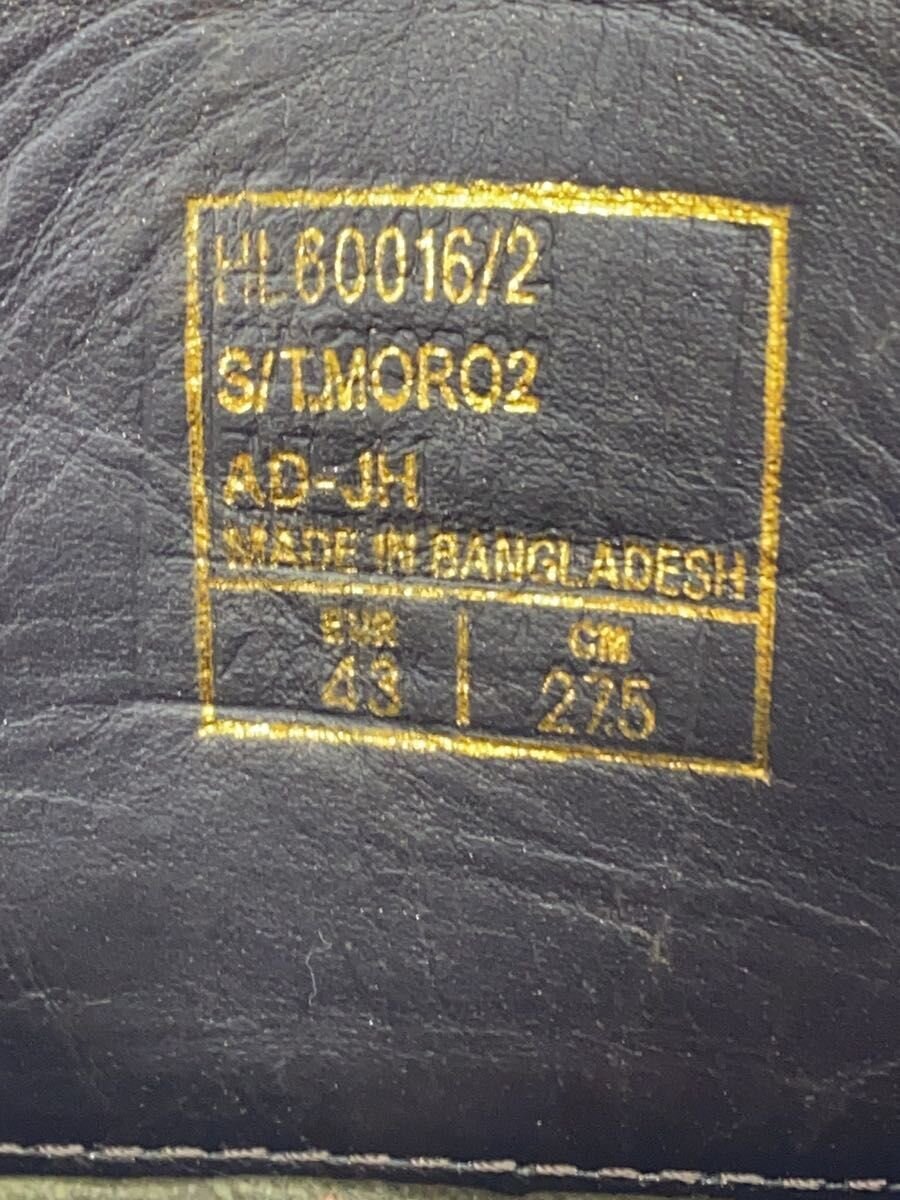 HL60016/2
S/T.MORO2
AD-JH
MADE IN BANGLADESH
EUR CM
43 27.5